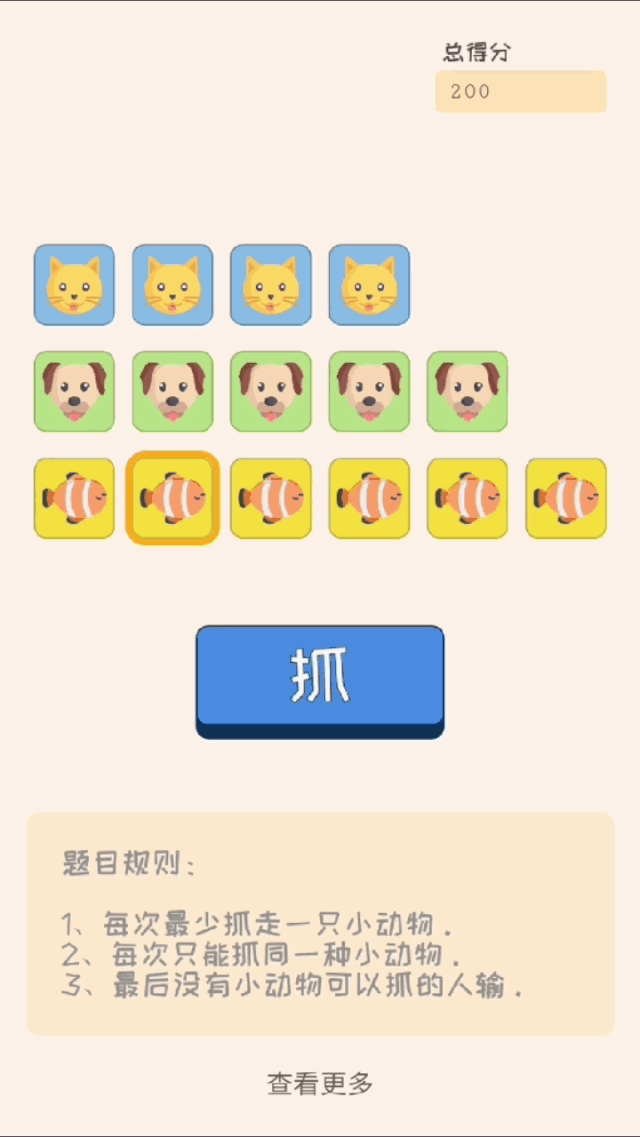 总得分
200
抓
题目规则：
1、每次最少抓走一只小动物．
2、每次只能抓同一种小动物．
3、最后没有小动物可以抓的人输．
查看更多